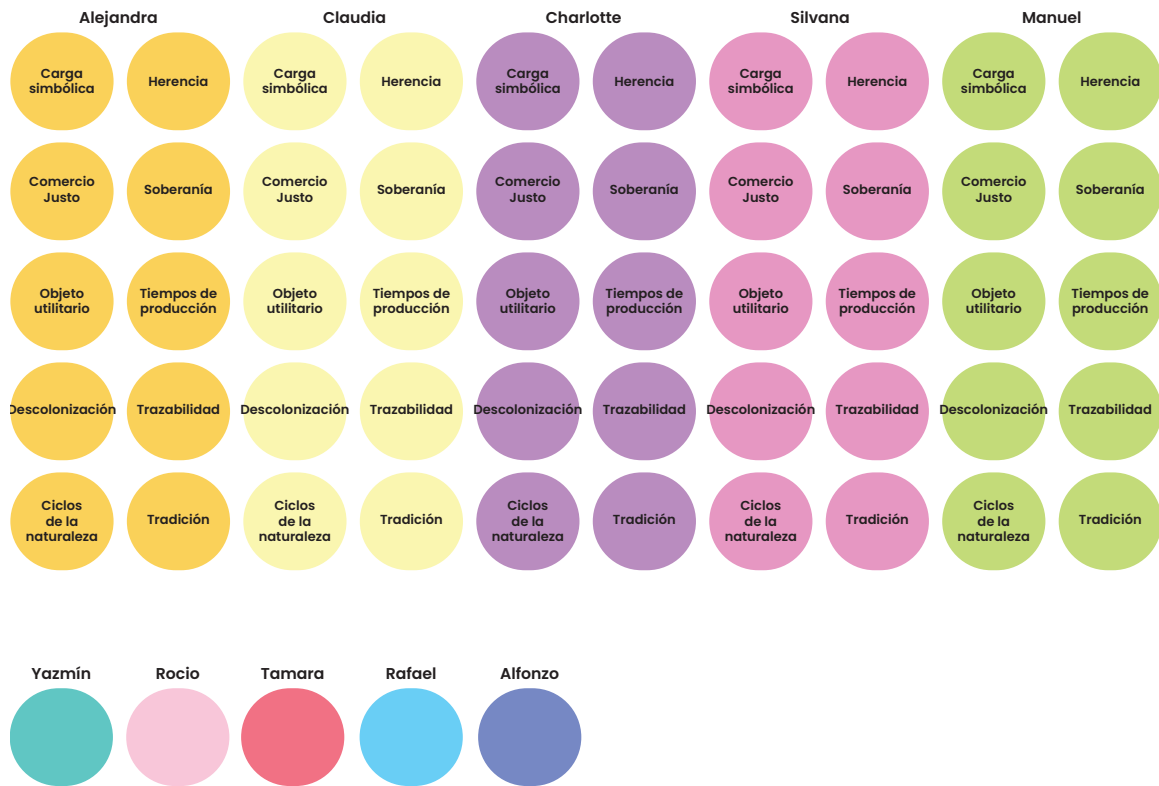 Alejandra
Claudia
Charlotte
Silvana
Manuel
Carga
simbólica
Herencia
Carga
simbólica
Herencia
Carga
simbólica
Herencia
Carga
simbólica
Herencia
Carga
simbólica
Herencia
Comercio
Justo
Soberanía
Comercio
Justo
Soberanía
Comercio
Justo
Soberanía
Comercio
Justo
Soberanía
Comercio
Justo
Soberanía
Objeto
utilitario
Tiempos de
producción
Objeto
utilitario
Tiempos de
producción
Objeto
utilitario
Tiempos de
producción
Objeto
utilitario
Tiempos de
producción
Objeto
utilitario
Tiempos de
producción
Descolonización
Trazabilidad
Descolonización
Trazabilidad
Descolonización
Trazabilidad
Descolonización
Trazabilidad
Descolonización
Trazabilidad
Ciclos
de la
naturaleza
Tradición
Ciclos
de la
naturaleza
Tradición
Ciclos
de la
naturaleza
Tradición
Ciclos
de la
naturaleza
Tradición
Ciclos
de la
naturaleza
Tradición
Yazmín
Rocio
Tamara
Rafael
Alfonzo